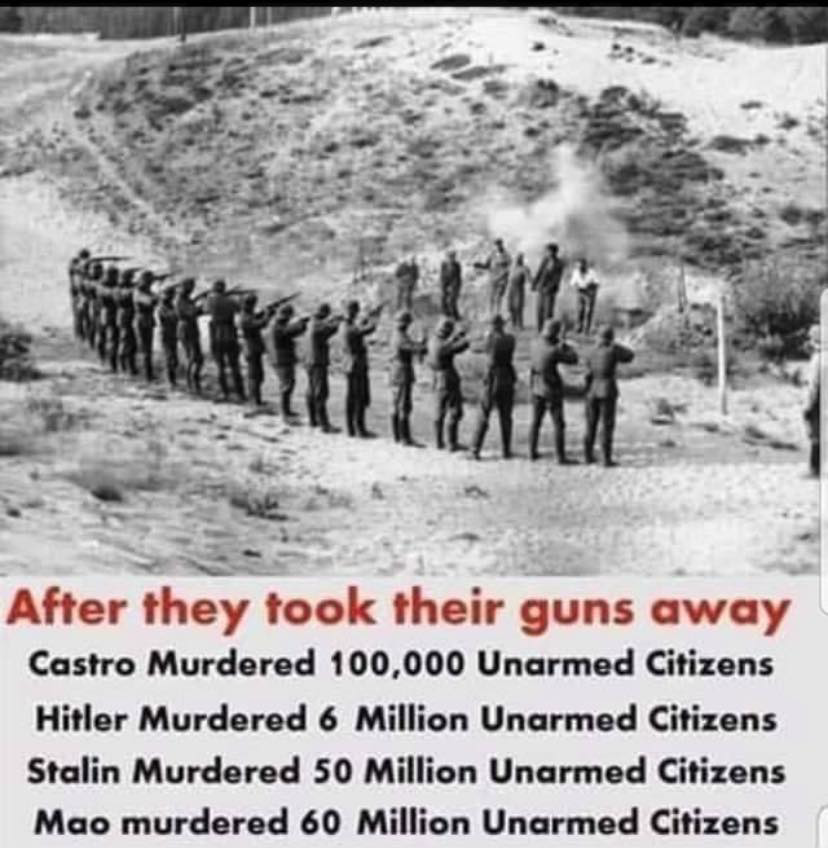 After they took their guns away
Castro Murdered 100,000 Unarmed Citizens
Hitler Murdered 6 Million Unarmed Citizens
Stalin Murdered 50 Million Unarmed Citizens
Mao murdered 60 Million Unarmed Citizens